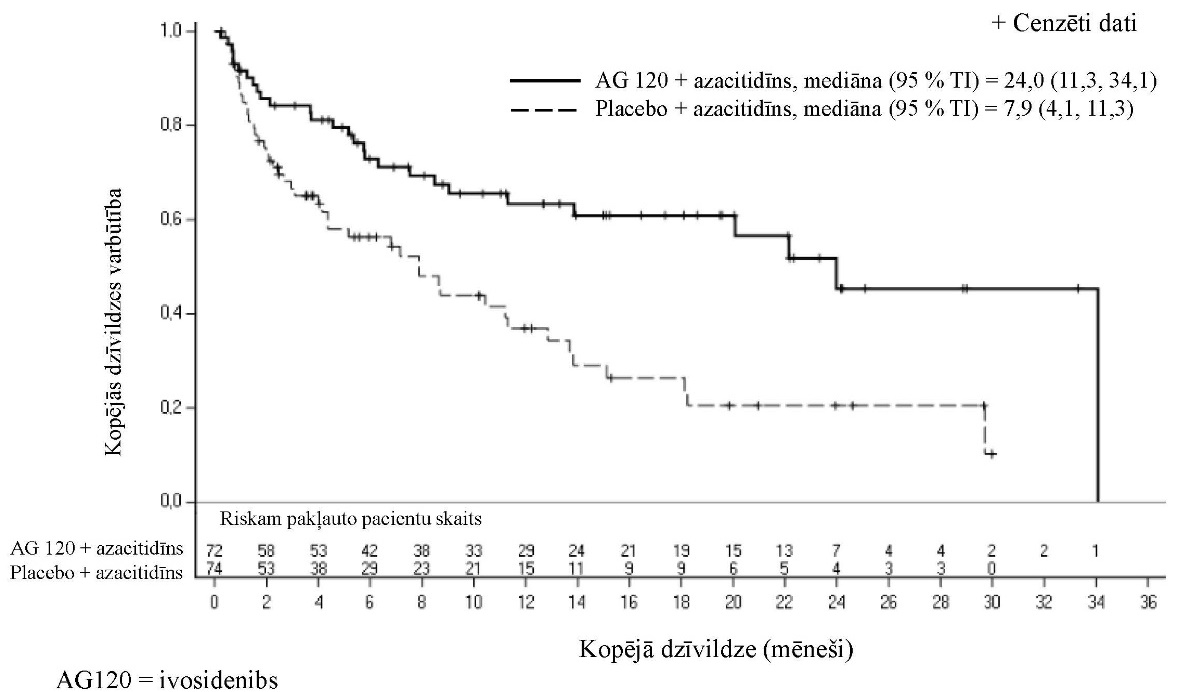 + Cenzēti dati
AG 120 + azacitidīns, mediāna (95 % TI) = 24,0 (11,3, 34,1)
Placebo + azacitidīns, mediāna (95 % TI) = 7,9 (4,1, 11,3)
Kopējās dzīvildzes varbūtība
1,0
0,8
0,6
0,4
0,2
0,0
Riskam pakļauto pacientu skaits
AG 120 + azacitidīns 72 58 53 42 38 33 29 24 21 19 15 13 7 4 4 2 2 1
Placebo + azacitidīns 74 53 38 29 23 21 15 11 9 9 6 5 4 3 3 0
0 2 4 6 8 10 12 14 16 18 20 22 24 26 28 30 32 34 36
Kopējā dzīvildze (mēneši)
AG120 = ivosidenibs